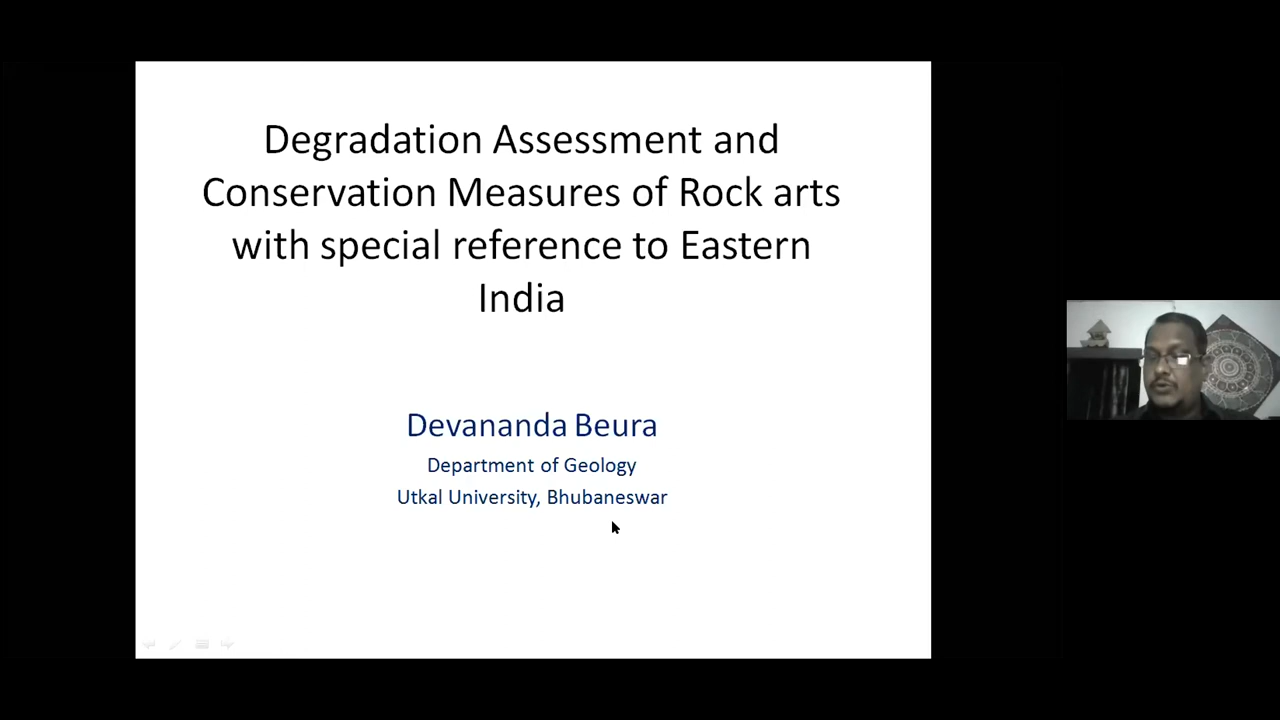 Degradation Assessment and
Conservation Measures of Rock arts
with special reference to Eastern
India
Devananda Beura
Department of Geology
Utkal University, Bhubaneswar